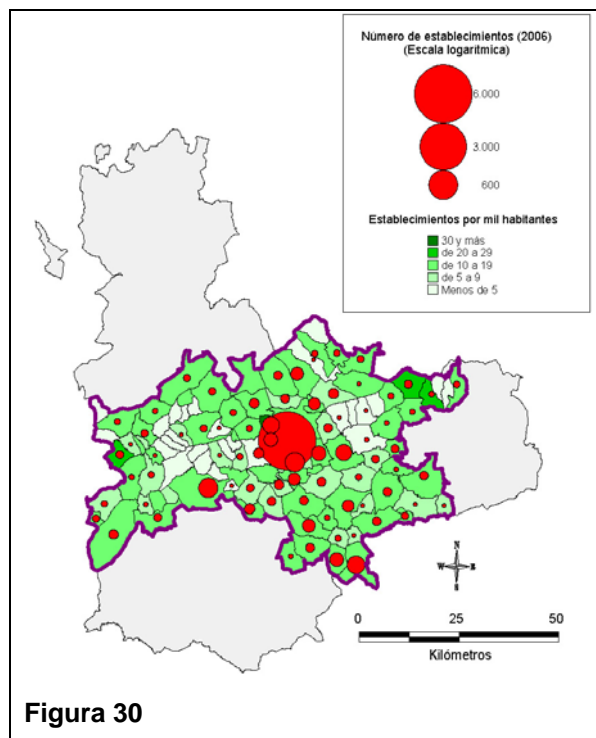 Número de establecimientos (2006)
(Escala logarítmica)
6.000
3.000
600
Establecimientos por mil habitantes
30 y más
de 20 a 29
de 10 a 19
de 5 a 9
Menos de 5
N
W E
S
0 25 50
Kilómetros
Figura 30